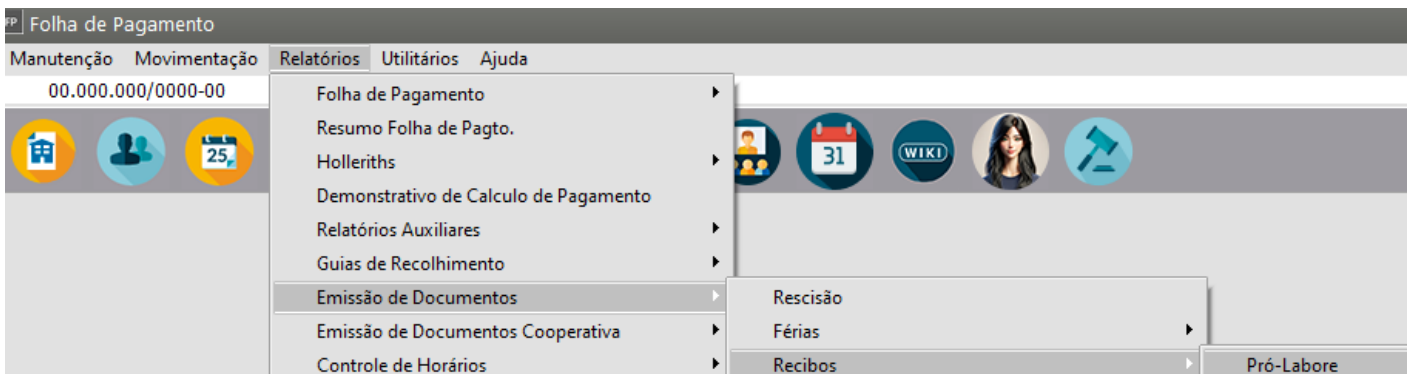 FP Folha de Pagamento
Manutenção Movimentação Relatórios Utilitários Ajuda
00.000.000/0000-00
Folha de Pagamento
Resumo Folha de Pagto.
Holleriths
Demonstrativo de Calculo de Pagamento
Relatórios Auxiliares
Guias de Recolhimento
Emissão de Documentos
Emissão de Documentos Cooperativa
Controle de Horários
25
31
WIKI
Rescisão
Férias
Recibos
Pró-Labore